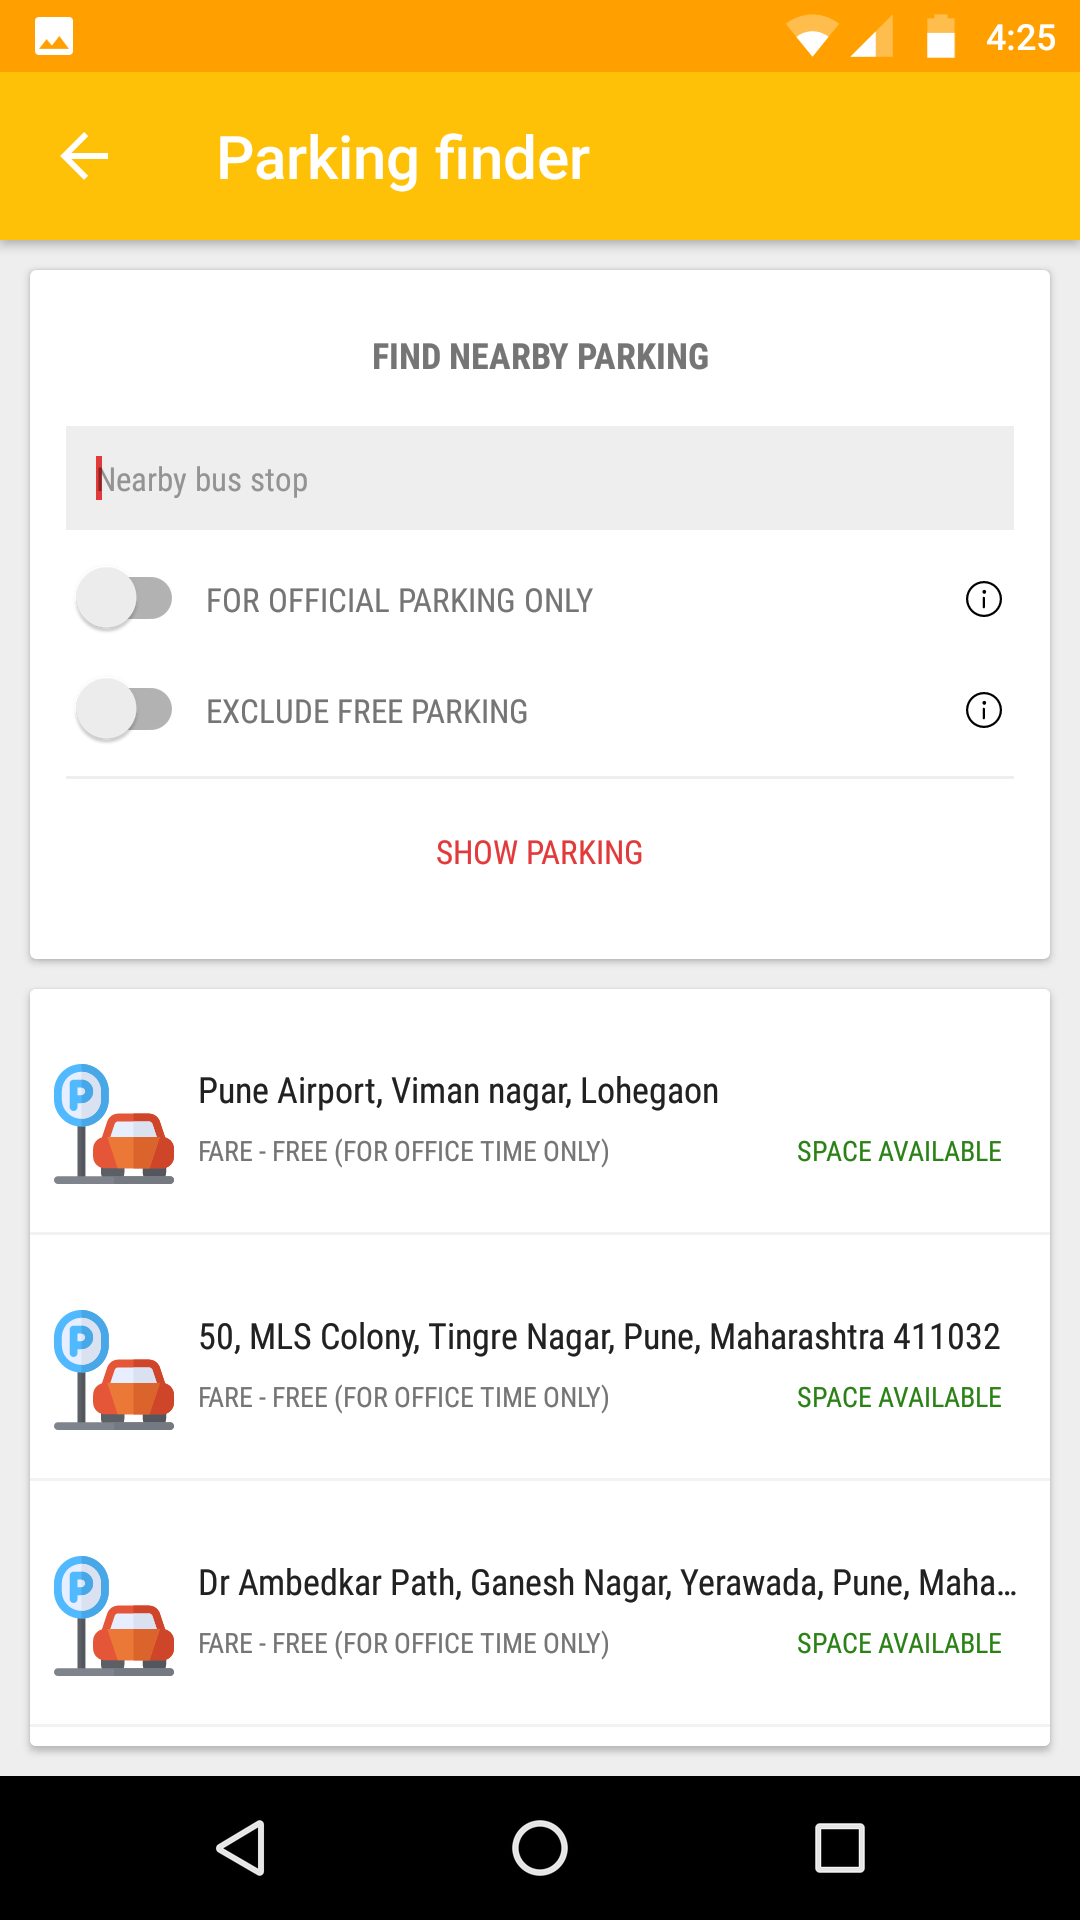 4:25
Parking finder
FIND NEARBY PARKING
Nearby bus stop
FOR OFFICIAL PARKING ONLY
EXCLUDE FREE PARKING
SHOW PARKING
P
Pune Airport, Viman nagar, Lohegaon
FARE - FREE (FOR OFFICE TIME ONLY) SPACE AVAILABLE
P
50, MLS Colony, Tingre Nagar, Pune, Maharashtra 411032
FARE - FREE (FOR OFFICE TIME ONLY) SPACE AVAILABLE
P
Dr Ambedkar Path, Ganesh Nagar, Yerawada, Pune, Maha...
FARE - FREE (FOR OFFICE TIME ONLY) SPACE AVAILABLE